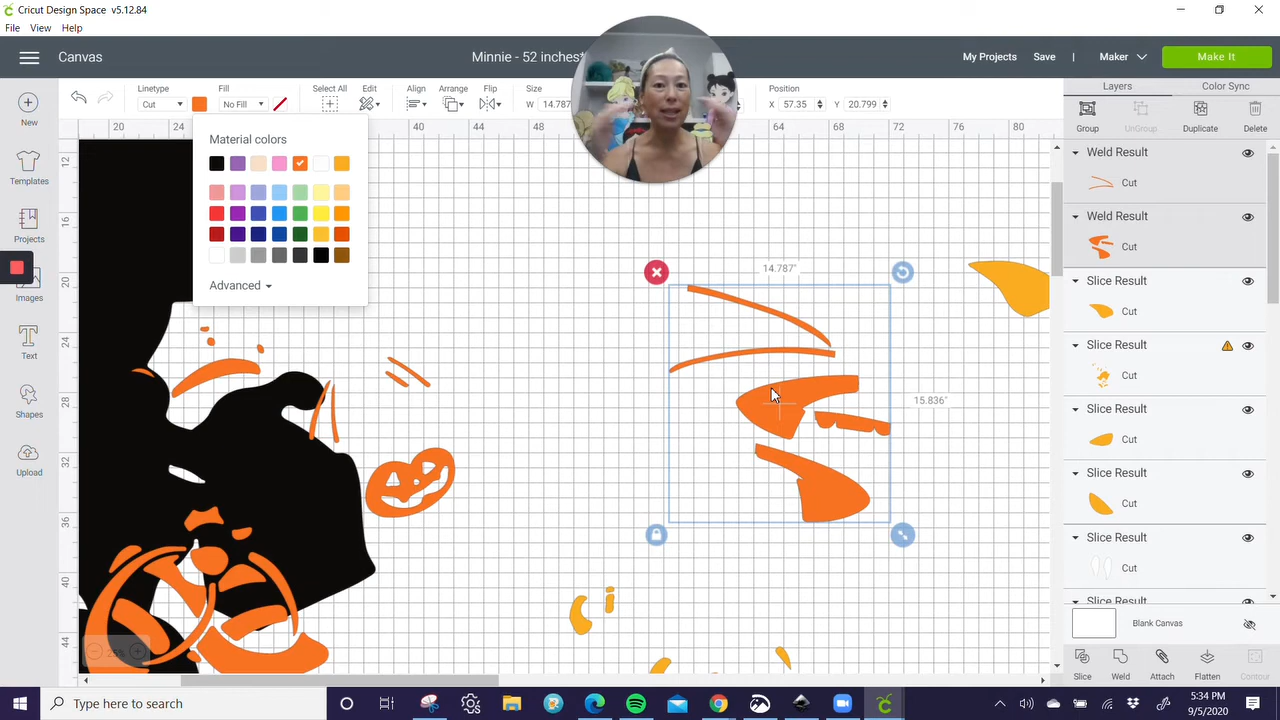 Cricut Design Space v5.12.84
File View Help
Canvas
Minnie - 52 inches*
My Projects Save | Maker Make It
Linetype Fill Select All Edit Align Arrange Flip Size Position
Cut No Fill W 14.787 X 57.35 Y 20.799
Layers Color Sync
Group UnGroup Duplicate Delete
New
Templates
Projects
Images
Text
Shapes
Upload
20 24 40 44 48 64 68 72 76 80
12
16
20
24
28
32
36
40
44
Material colors
Advanced
14.787"
15.836"
25%
Weld Result
Cut
Weld Result
Cut
Slice Result
Cut
Slice Result
Cut
Slice Result
Cut
Slice Result
Cut
Slice Result
Cut
Slice Result
Blank Canvas
Slice Weld Attach Flatten Contour
Type here to search
5:34 PM
9/5/2020